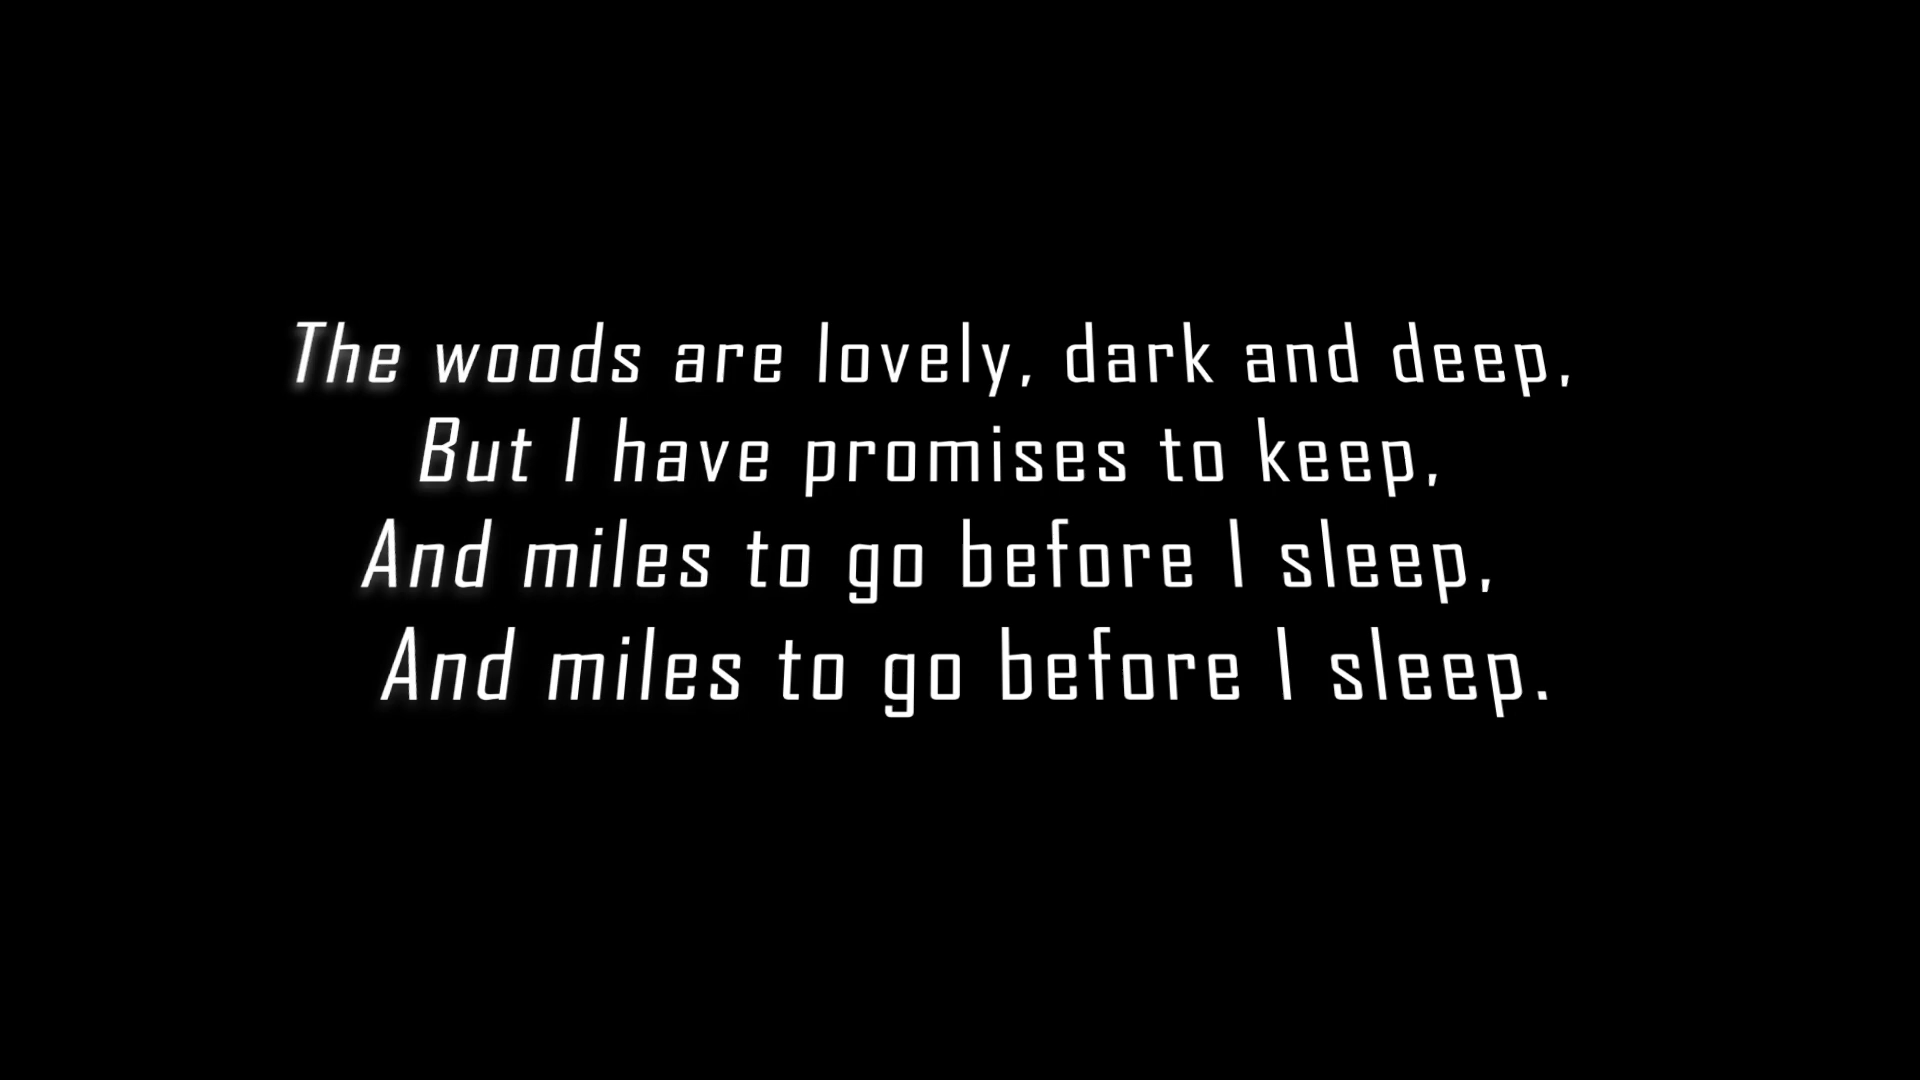 The woods are lovely, dark and deep,
But I have promises to keep,
And miles to go before I sleep,
And miles to go before I sleep.